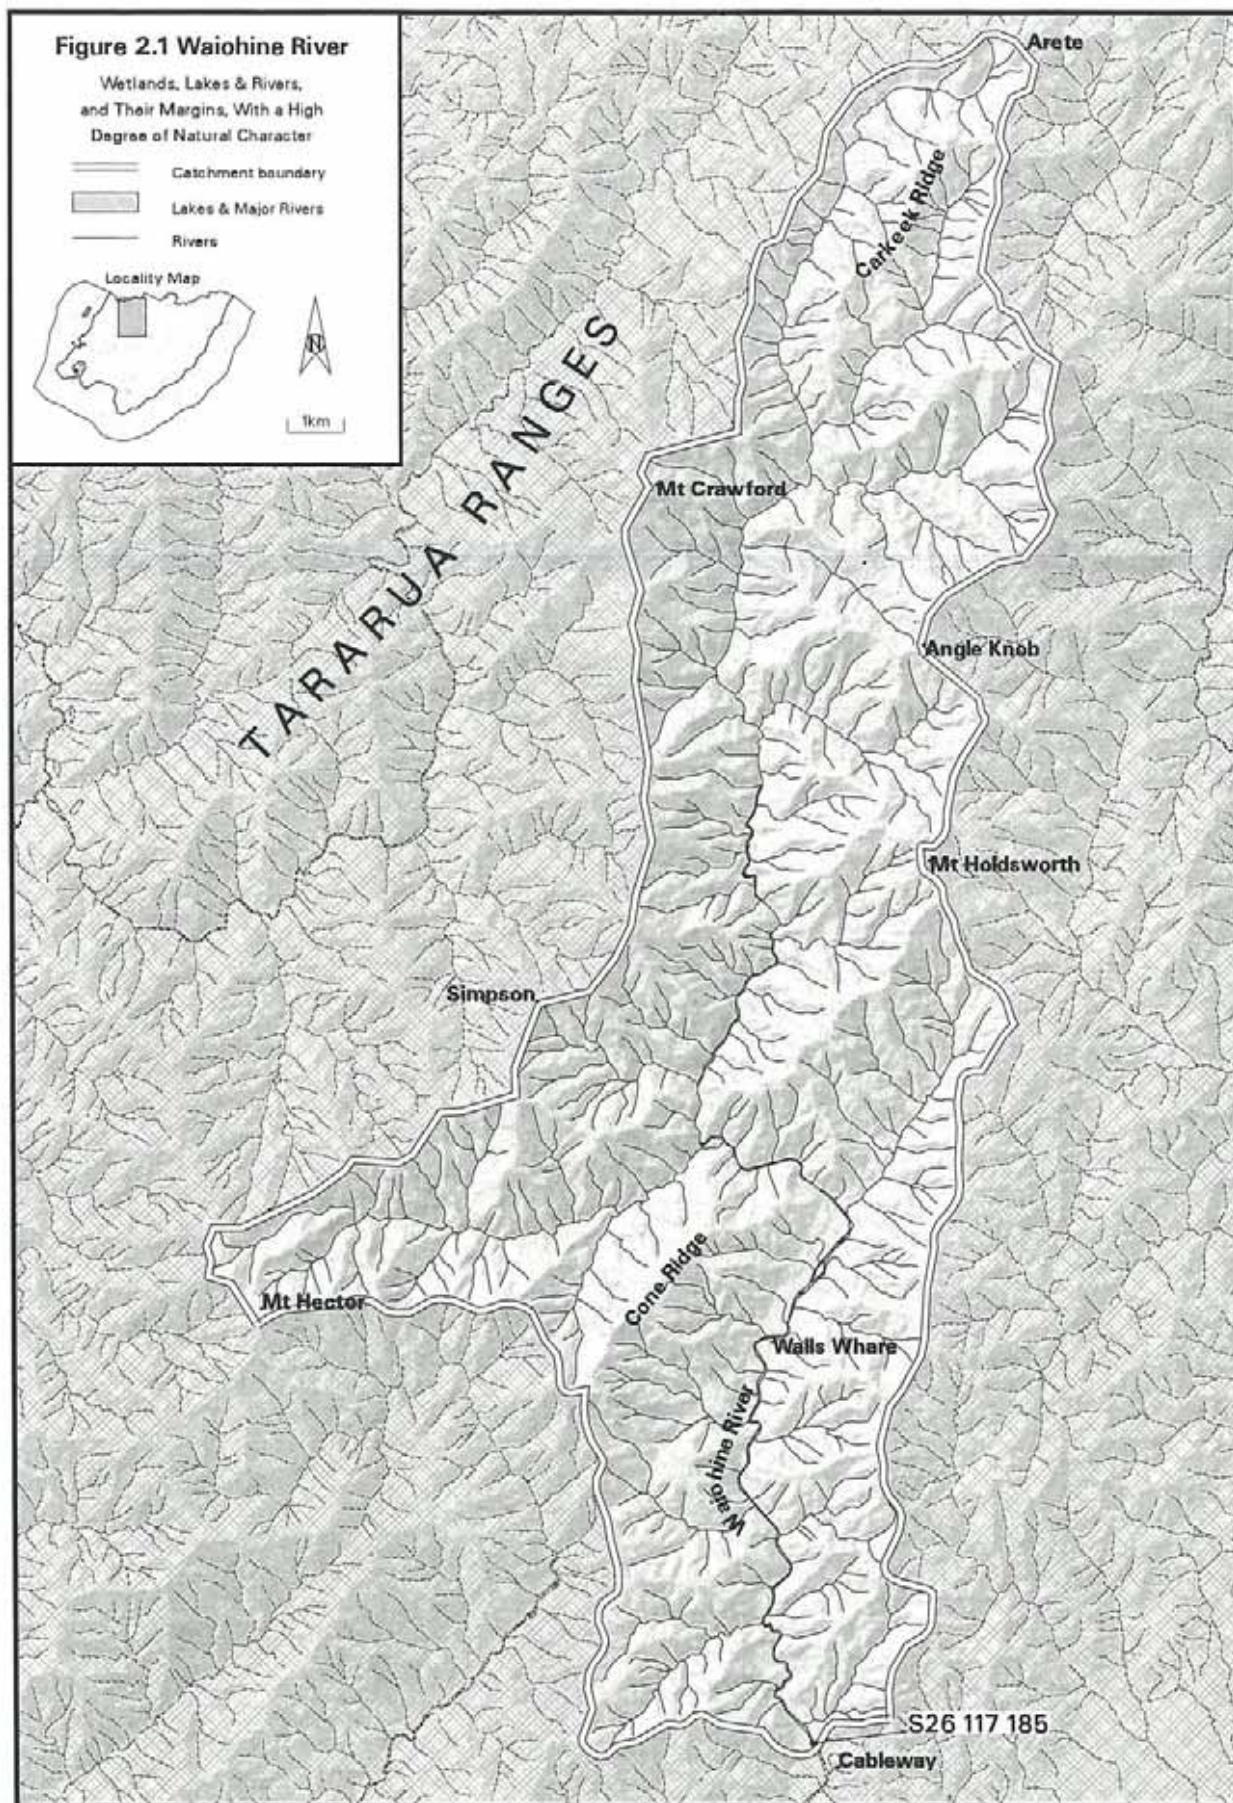 Figure 2.1 Waiohine River
Wetlands, Lakes & Rivers,
and Their Margins, With a High
Degree of Natural Character
Catchment boundary
Lakes & Major Rivers
Rivers
Locality Map
N
1km
Arete
Carkeek Ridge
TARARUA RANGES
Mt Crawford
Angle Knob
Mt Holdsworth
Simpson
Cone Ridge
Mt Hector
Walls Whare
Waiohine River
S26 117 185
Cableway